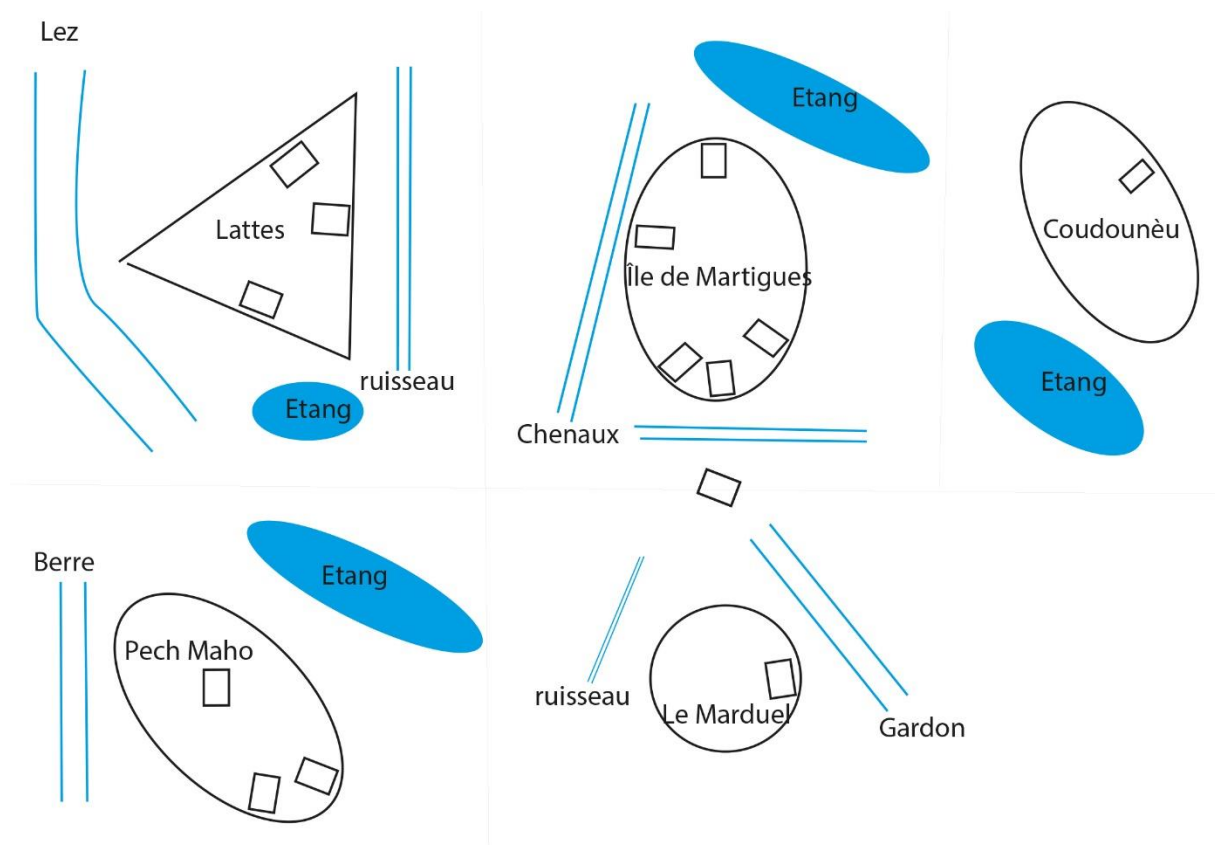 Lez
Lattes
ruisseau
Etang
Etang
Île de Martigues
Chenaux
Coudounèu
Etang
Berre
Etang
Pech Maho
ruisseau
Le Marduel
Gardon